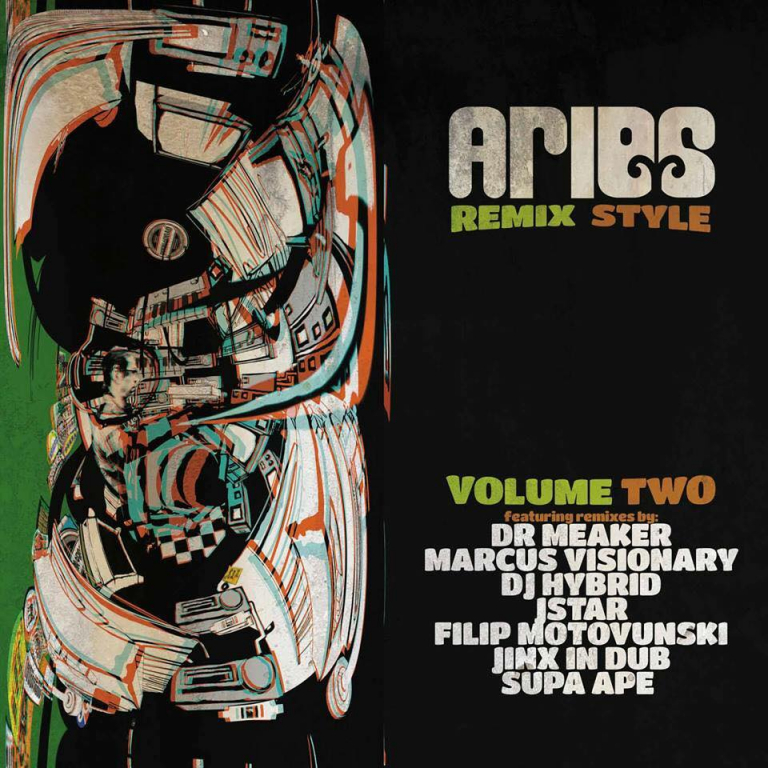 ARIES
REMIX STYLE
VOLUME TWO
featuring remixes by:
DR MEAKER
MARCUS VISIONARY
DJ HYBRID
JSTAR
FILIP MOTOVUNSKI
JINX IN DUB
SUPA APE